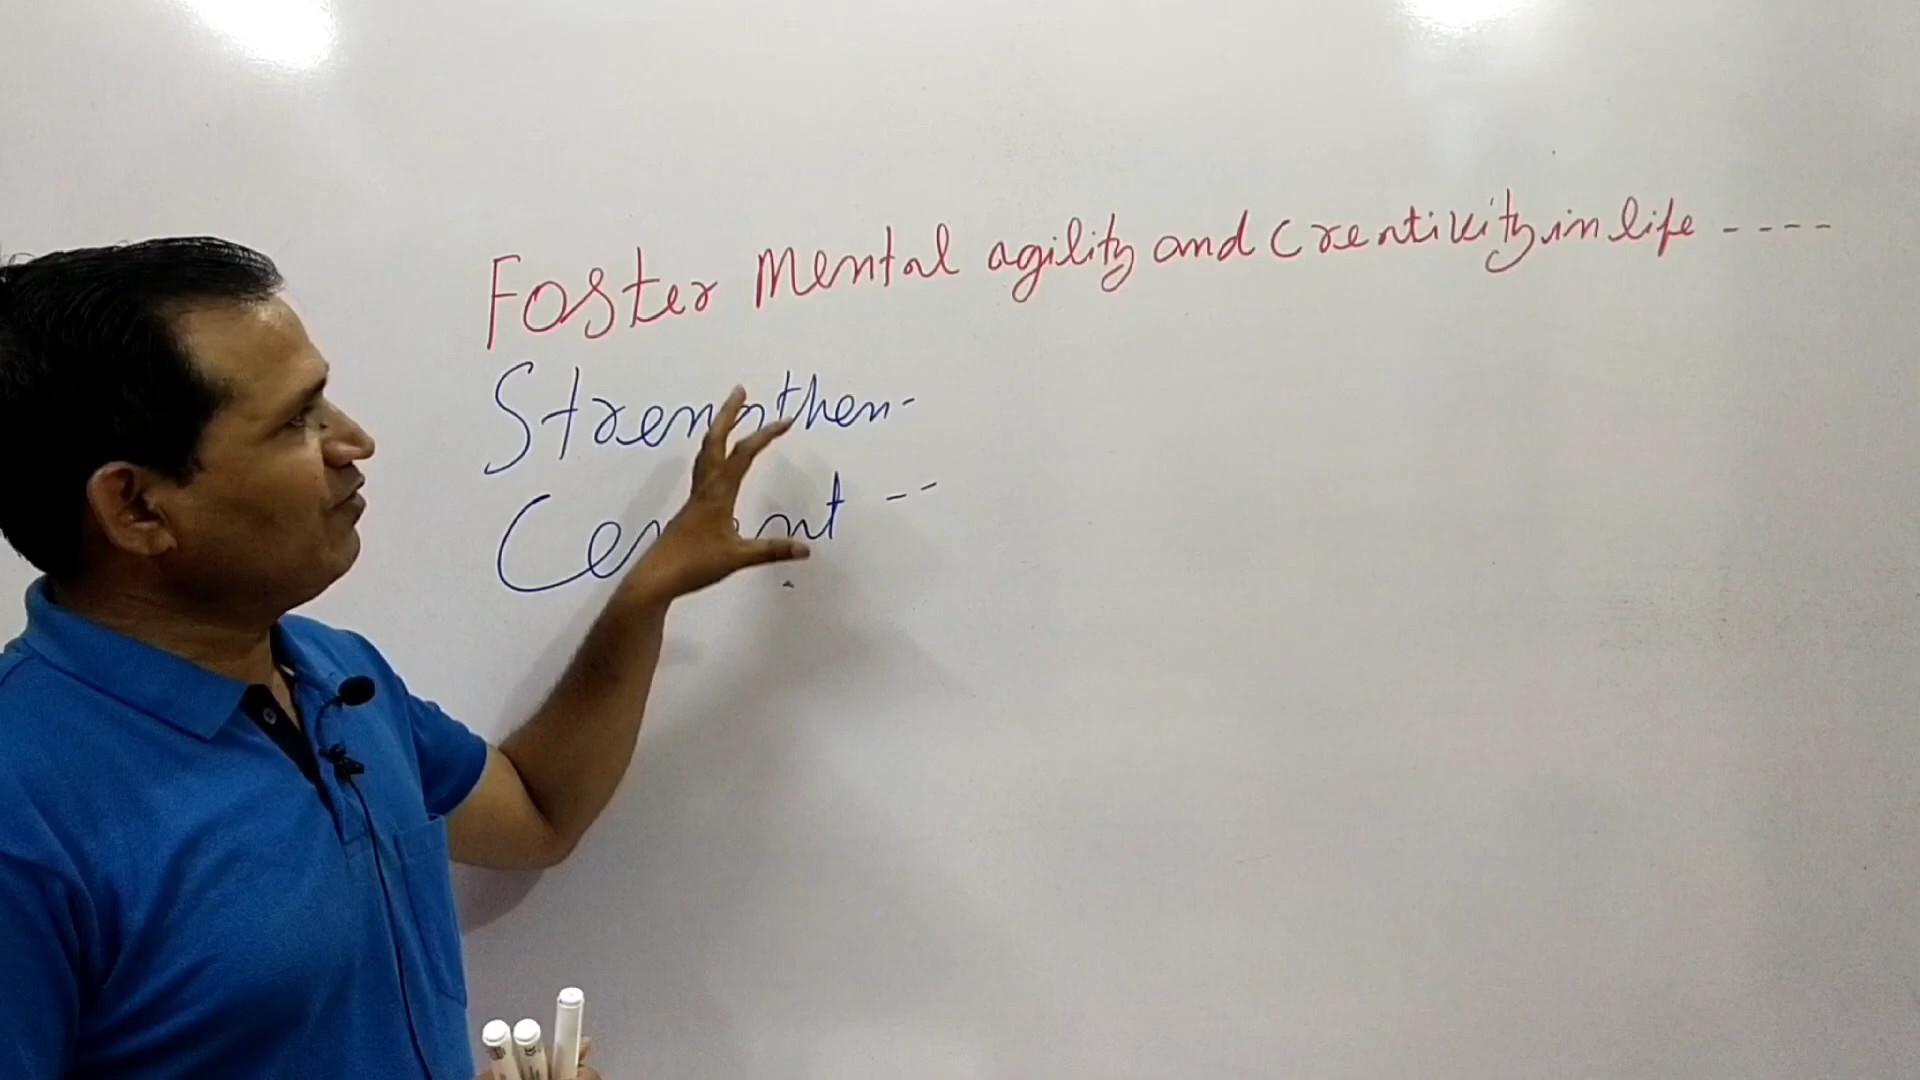 Foster mental agility and creativity in life ----
Strengthen-
Cement --